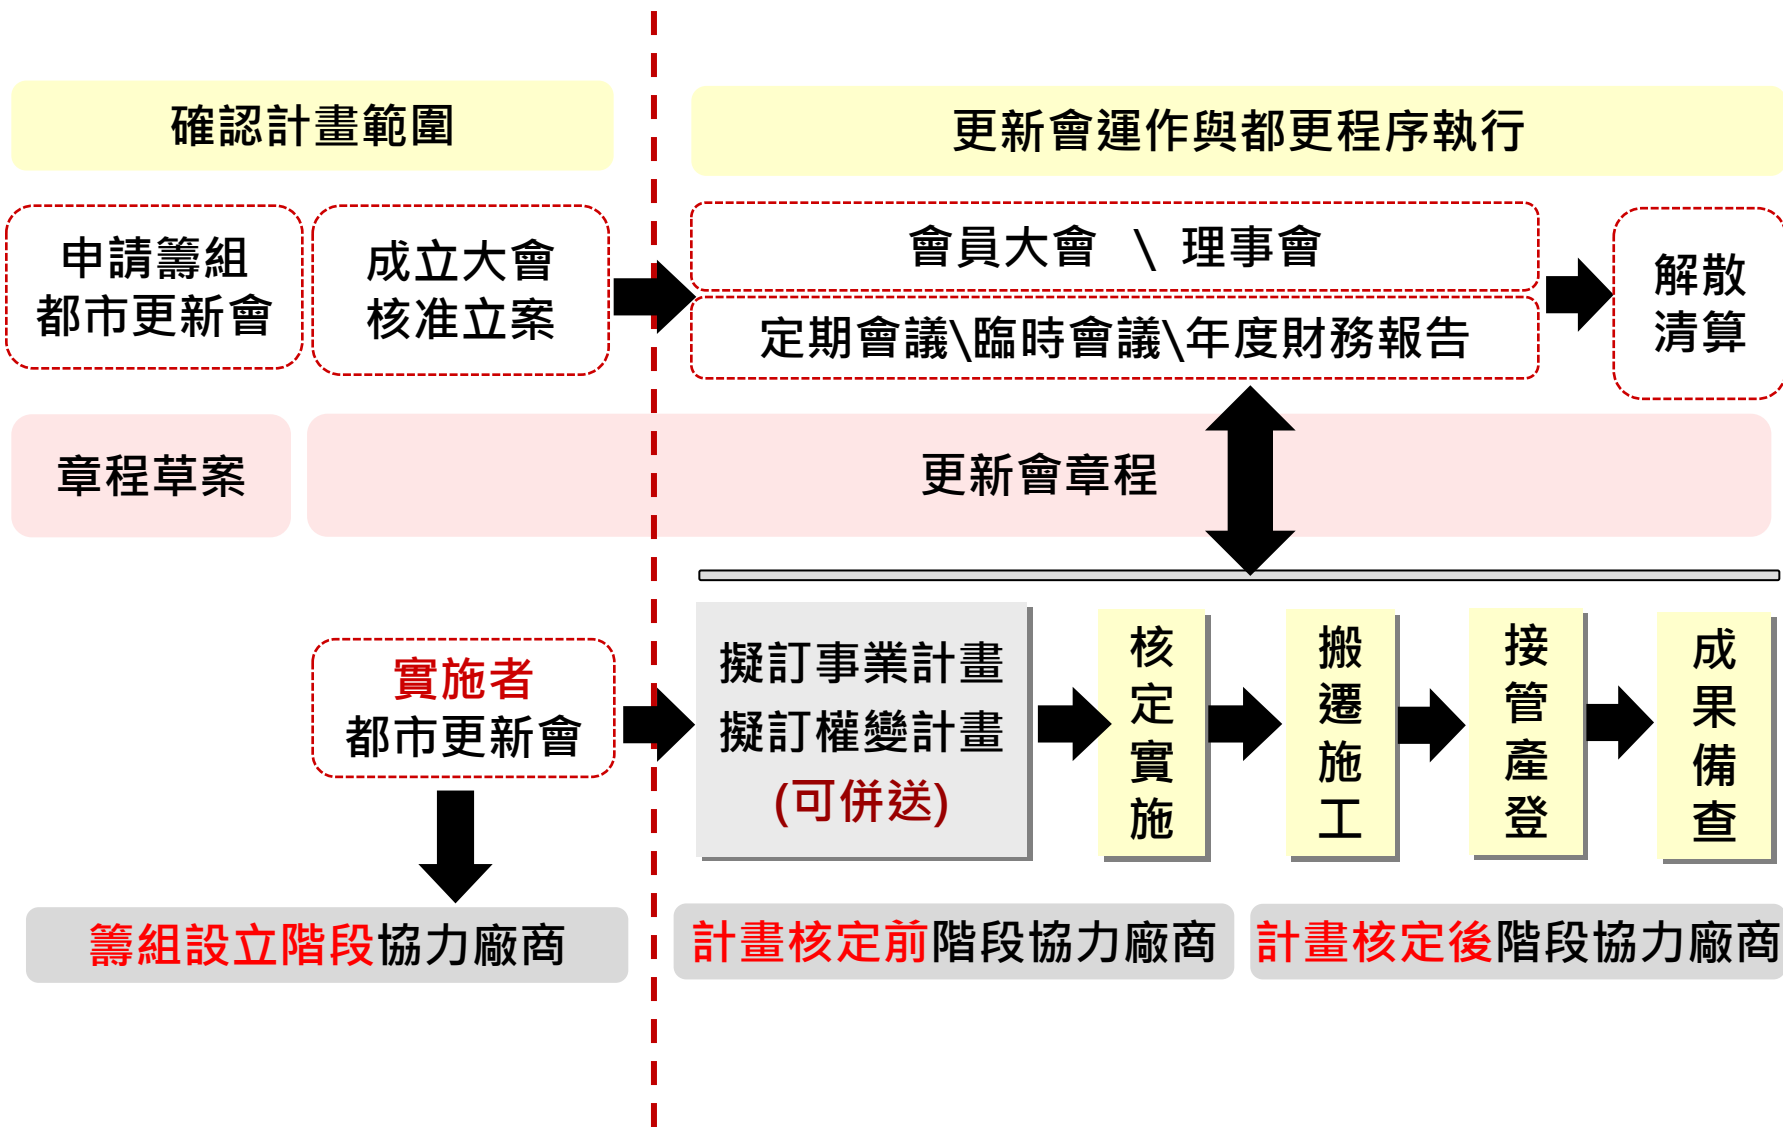 確認計畫範圍
更新會運作與都更程序執行
申請籌組
都市更新會
成立大會
核准立案
會員大會 \ 理事會
定期會議\臨時會議\年度財務報告
解散
清算
章程草案
更新會章程
實施者
都市更新會
擬訂事業計畫
擬訂權變計畫
(可併送)
核定實施
搬遷施工
接管產登
成果備查
籌組設立階段協力廠商
計畫核定前階段協力廠商
計畫核定後階段協力廠商